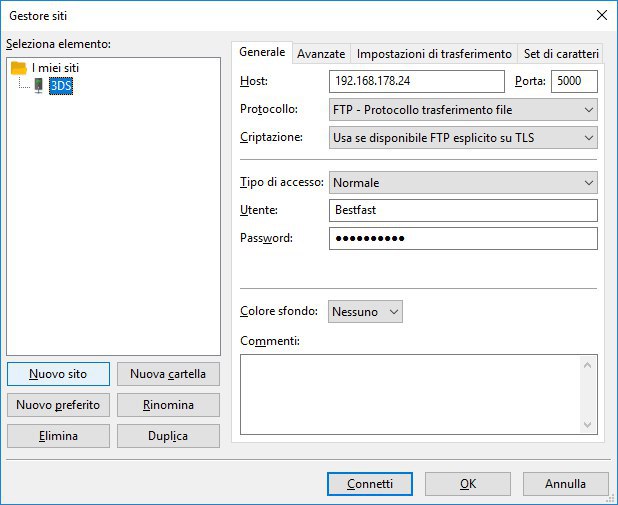 Gestore siti
Seleziona elemento:
I miei siti
3DS
Nuovo sito
Nuova cartella
Nuovo preferito
Rinomina
Elimina
Duplica
Generale
Avanzate
Impostazioni di trasferimento
Set di caratteri
Host:
192.168.178.24
Porta:
5000
Protocollo:
FTP - Protocollo trasferimento file
Criptazione:
Usa se disponibile FTP esplicito su TLS
Tipo di accesso:
Normale
Utente:
Bestfast
Password:
●●●●●●●●●●
Colore sfondo:
Nessuno
Commenti:
Connetti
OK
Annulla